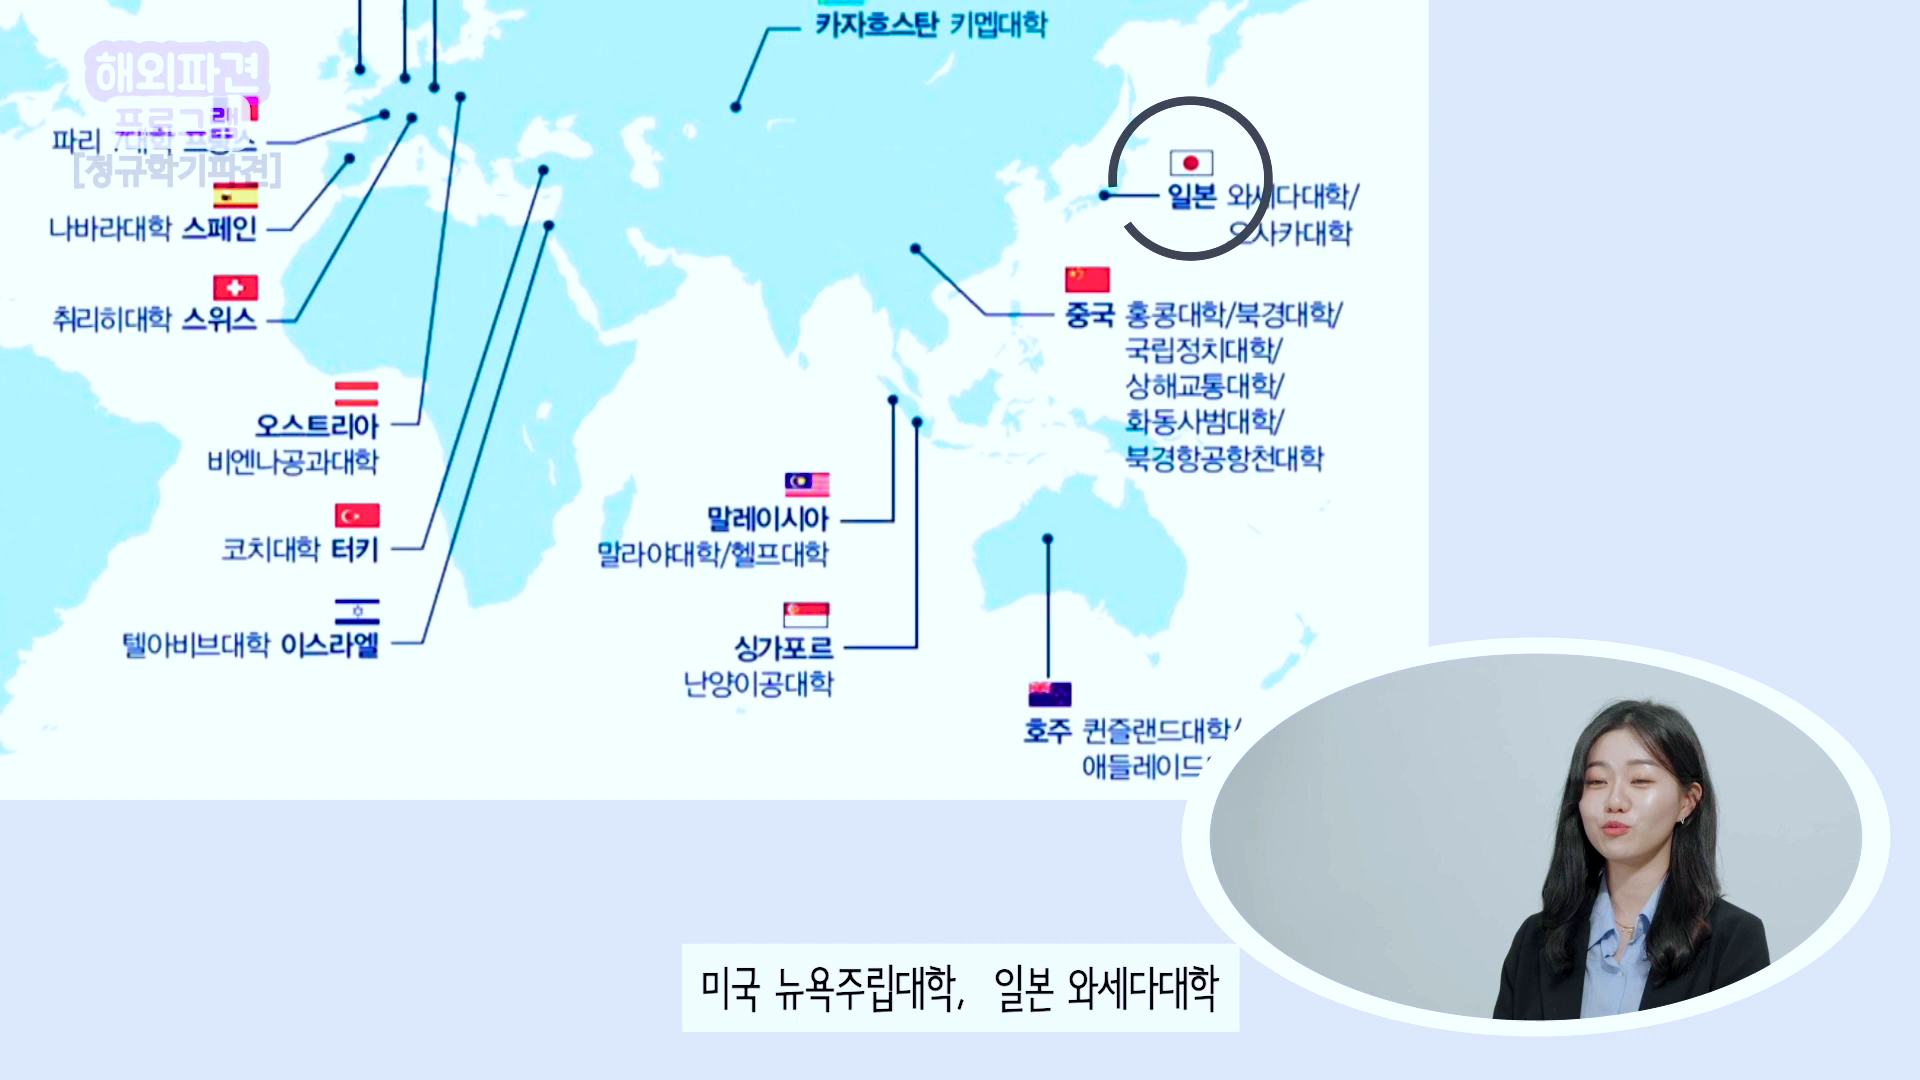 해외파견
프로그램
[정규학기파견]
카자흐스탄 키멥대학
파리 7대학 프랑스
나바라대학 스페인
취리히대학 스위스
오스트리아
비엔나공과대학
코치대학 터키
텔아비브대학 이스라엘
일본 와세다대학/
오사카대학
중국 홍콩대학/북경대학/
국립정치대학/
상해교통대학/
화동사범대학/
북경항공항천대학
말레이시아
말라야대학/헬프대학
싱가포르
난양이공대학
호주 퀸즐랜드대학/
애들레이드
미국 뉴욕주립대학, 일본 와세다대학